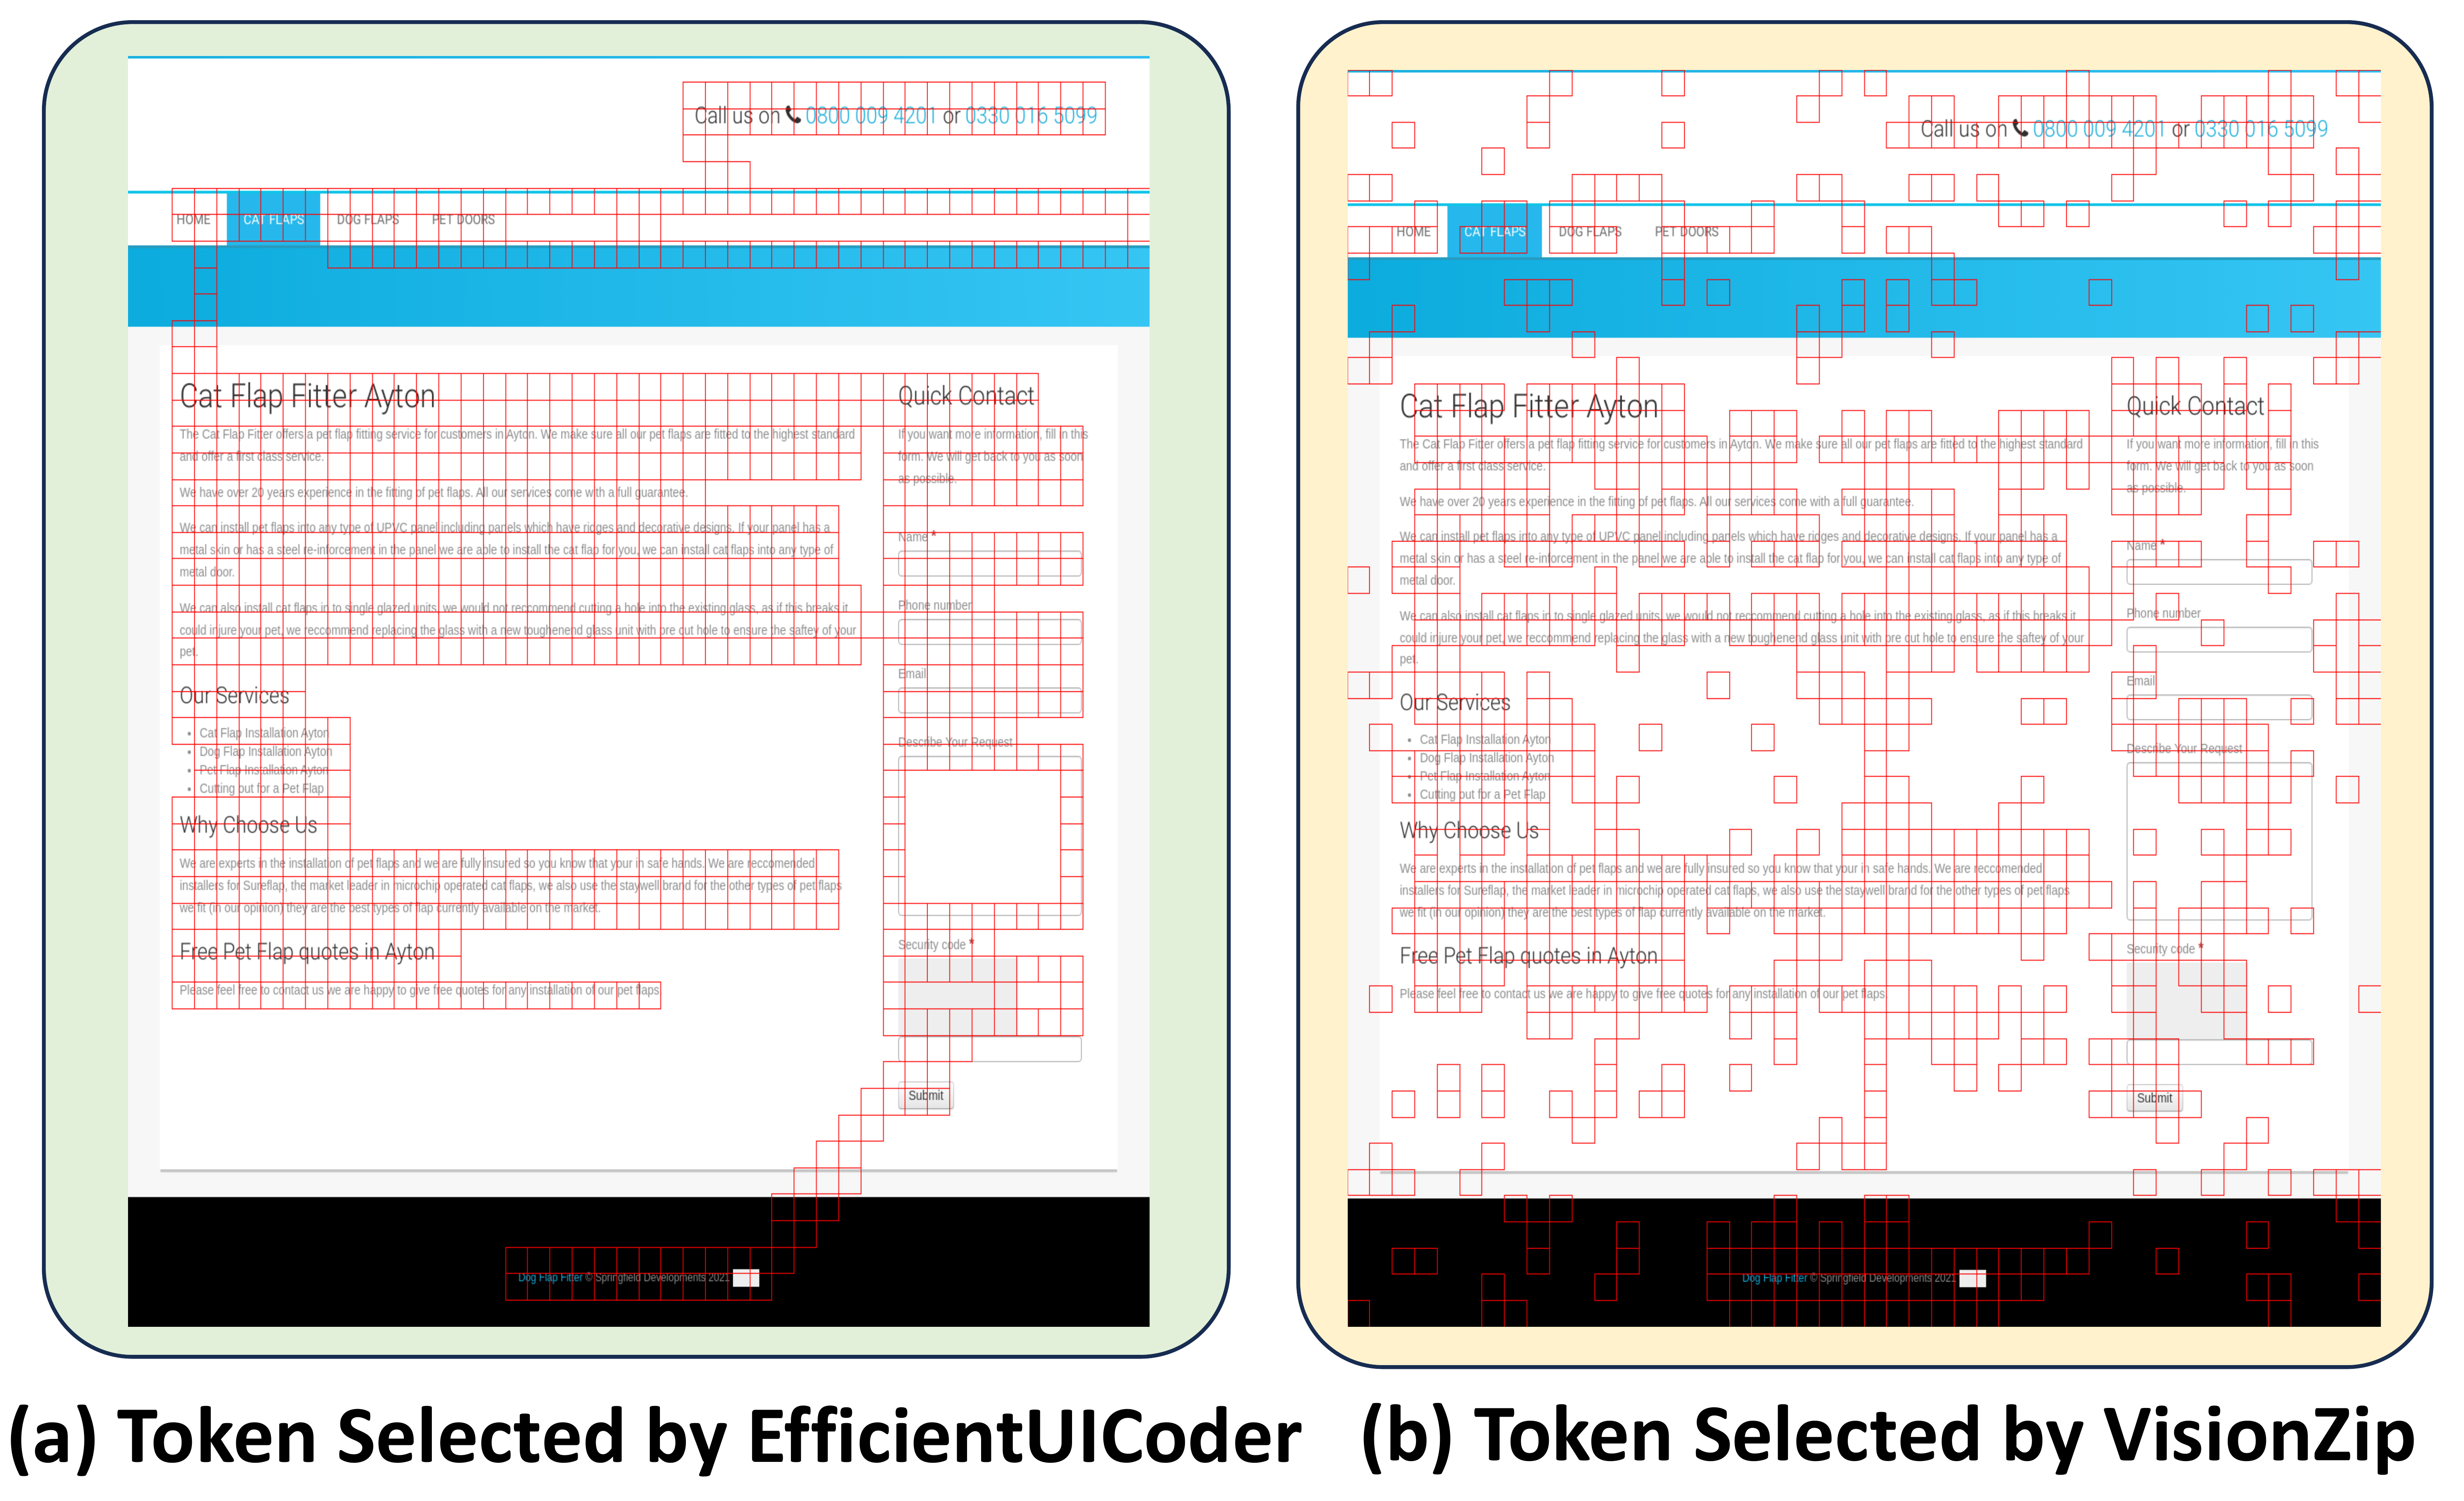 Call us on 0800 009 4201 or 0330 016 5099
HOME CAT FLAPS DOG FLAPS PET DOORS
Cat Flap Fitter Ayton
The Cat Flap Fitter offers a pet flap fitting service for customers in Ayton. We make sure all our pet flaps are fitted to the highest standard
and offer a first class service.
We have over 20 years experience in the fitting of pet flaps. All our services come with a full guarantee.
We can install pet flaps into any type of UPVC panel including panels which have ridges and decorative designs. If your panel has a
metal skin or has a steel re-inforcement in the panel we are able to install the cat flap for you, we can install cat flaps into any type of
metal door.
We can also install cat flaps in to single glazed units, we would not reccommend cutting a hole into the existing glass, as if this breaks it
could injure your pet, we reccommend replacing the glass with a new toughenend glass unit with pre cut hole to ensure the saftey of your
pet.
Our Services
• Cat Flap Installation Ayton
• Dog Flap Installation Ayton
• Pet Flap Installation Ayton
• Cutting out for a Pet Flap
Why Choose Us
We are experts in the installation of pet flaps and we are fully insured so you know that your in safe hands. We are reccomended
installers for Sureflap, the market leader in microchip operated cat flaps, we also use the staywell brand for the other types of pet flaps
we fit (in our opinion) they are the best types of flap currently available on the market.
Free Pet Flap quotes in Ayton
Please feel free to contact us we are happy to give free quotes for any installation of our pet flaps
Quick Contact
If you want more information, fill in this
form. We will get back to you as soon
as possible.
Name *
Phone number
Email
Describe Your Request
Security code *
Submit
Dog Flap Fitter © Springfield Developments 2021
(a) Token Selected by EfficientUICoder
Call us on 0800 009 4201 or 0330 016 5099
HOME CAT FLAPS DOG FLAPS PET DOORS
Cat Flap Fitter Ayton
The Cat Flap Fitter offers a pet flap fitting service for customers in Ayton. We make sure all our pet flaps are fitted to the highest standard
and offer a first class service.
We have over 20 years experience in the fitting of pet flaps. All our services come with a full guarantee.
We can install pet flaps into any type of UPVC panel including panels which have ridges and decorative designs. If your panel has a
metal skin or has a steel re-inforcement in the panel we are able to install the cat flap for you, we can install cat flaps into any type of
metal door.
We can also install cat flaps in to single glazed units, we would not reccommend cutting a hole into the existing glass, as if this breaks it
could injure your pet, we reccommend replacing the glass with a new toughenend glass unit with pre cut hole to ensure the saftey of your
pet.
Our Services
• Cat Flap Installation Ayton
• Dog Flap Installation Ayton
• Pet Flap Installation Ayton
• Cutting out for a Pet Flap
Why Choose Us
We are experts in the installation of pet flaps and we are fully insured so you know that your in safe hands. We are reccomended
installers for Sureflap, the market leader in microchip operated cat flaps, we also use the staywell brand for the other types of pet flaps
we fit (in our opinion) they are the best types of flap currently available on the market.
Free Pet Flap quotes in Ayton
Please feel free to contact us we are happy to give free quotes for any installation of our pet flaps
Quick Contact
If you want more information, fill in this
form. We will get back to you as soon
as possible.
Name *
Phone number
Email
Describe Your Request
Security code *
Submit
Dog Flap Fitter © Springfield Developments 2021
(b) Token Selected by VisionZip